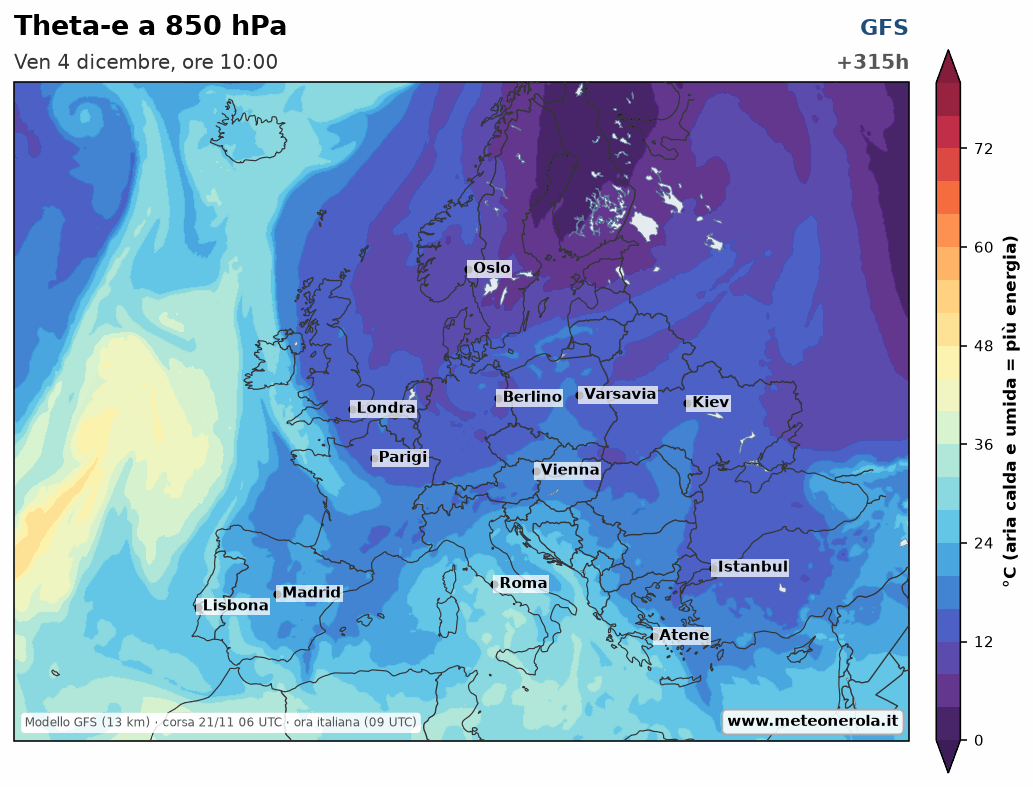 Theta-e a 850 hPa
GFS
Ven 4 dicembre, ore 10:00
+315h
72
60
48
36
24
12
0
°C (aria calda e umida = più energia)
Oslo
Berlino
Varsavia
Kiev
Londra
Parigi
Vienna
Istanbul
Roma
Madrid
Lisbona
Atene
Modello GFS (13 km) · corsa 21/11 06 UTC · ora italiana (09 UTC)
www.meteonerola.it